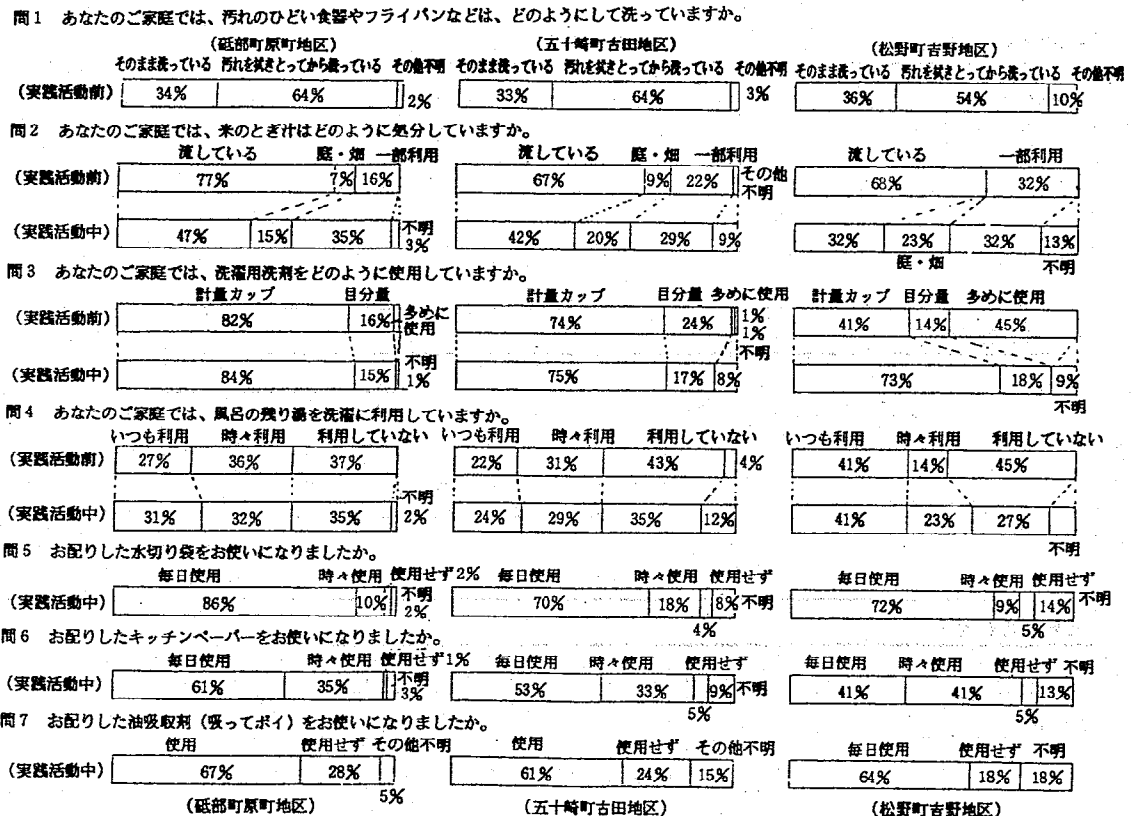 問1 あなたのご家庭では、汚れのひどい食器やフライパンなどは、どのようにして洗っていますか。
(砥部町原町地区) (五十崎町古田地区) (松野町吉野地区)
そのまま洗っている 汚れを拭きとってから洗っている その他不明 そのまま洗っている 汚れを拭きとってから洗っている その他不明 そのまま洗っている 汚れを拭きとってから洗っている その他不明
(実践活動前) 34% 64% 2% 33% 64% 3% 36% 54% 10%
問2 あなたのご家庭では、米のとぎ汁はどのように処分していますか。
流している 庭・畑 一部利用 流している 庭・畑 一部利用 流している 一部利用
(実践活動前) 77% 7% 16% 67% 9% 22% その他不明 68% 32%
(実践活動中) 47% 15% 35% 不明 3% 42% 20% 29% 9% 32% 23% 32% 13%
庭・畑 不明
問3 あなたのご家庭では、洗濯用洗剤をどのように使用していますか。
計量カップ 目分量 計量カップ 目分量 多めに使用 計量カップ 目分量 多めに使用
(実践活動前) 82% 16% 多めに使用 74% 24% 1% 1% 41% 14% 45%
不明
(実践活動中) 84% 15% 不明 1% 75% 17% 8% 73% 18% 9%
不明
問4 あなたのご家庭では、風呂の残り湯を洗濯に利用していますか。
いつも利用 時々利用 利用していない いつも利用 時々利用 利用していない いつも利用 時々利用 利用していない
(実践活動前) 27% 36% 37% 22% 31% 43% 4% 41% 14% 45%
(実践活動中) 31% 32% 35% 不明 2% 24% 29% 35% 12% 41% 23% 27%
不明
問5 お配りした水切り袋をお使いになりましたか。
毎日使用 時々使用 使用せず2% 毎日使用 時々使用 使用せず 毎日使用 時々使用 使用せず
(実践活動中) 86% 10% 不明 2% 70% 18% 8% 不明 72% 9% 14% 不明
4% 5%
問6 お配りしたキッチンペーパーをお使いになりましたか。
毎日使用 時々使用 使用せず1% 毎日使用 時々使用 使用せず 毎日使用 時々使用 使用せず 不明
(実践活動中) 61% 35% 不明 3% 53% 33% 9% 不明 41% 41% 13%
5% 5%
問7 お配りした油吸収剤(吸ってポイ)をお使いになりましたか。
使用 使用せず その他不明 使用 使用せず その他不明 毎日使用 使用せず 不明
(実践活動中) 67% 28% 61% 24% 15% 64% 18% 18%
5%
(砥部町原町地区) (五十崎町古田地区) (松野町吉野地区)